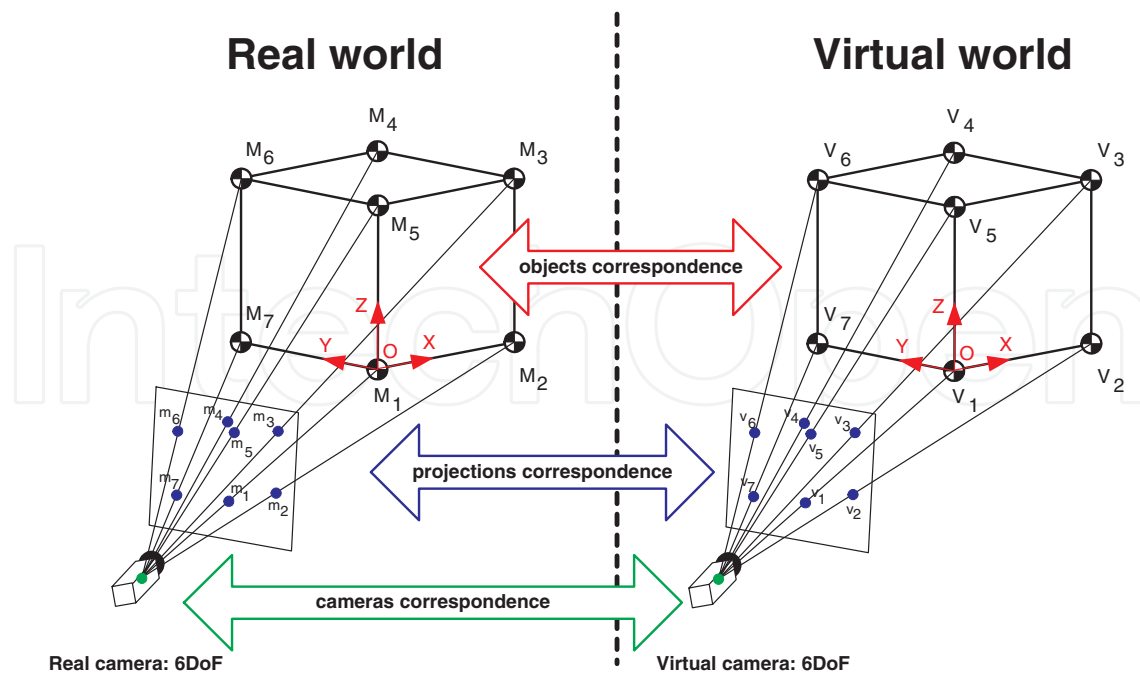 Real world
Virtual world
M4
M6
M3
M5
M7
Z
Y
O
X
M2
M1
V4
V6
V3
V5
V7
Z
Y
O
X
V2
V1
objects correspondence
m6
m4
m3
m5
m7
m1
m2
projections correspondence
v6
v4
v3
v5
v7
v1
v2
cameras correspondence
Real camera: 6DoF
Virtual camera: 6DoF
IntechOpen